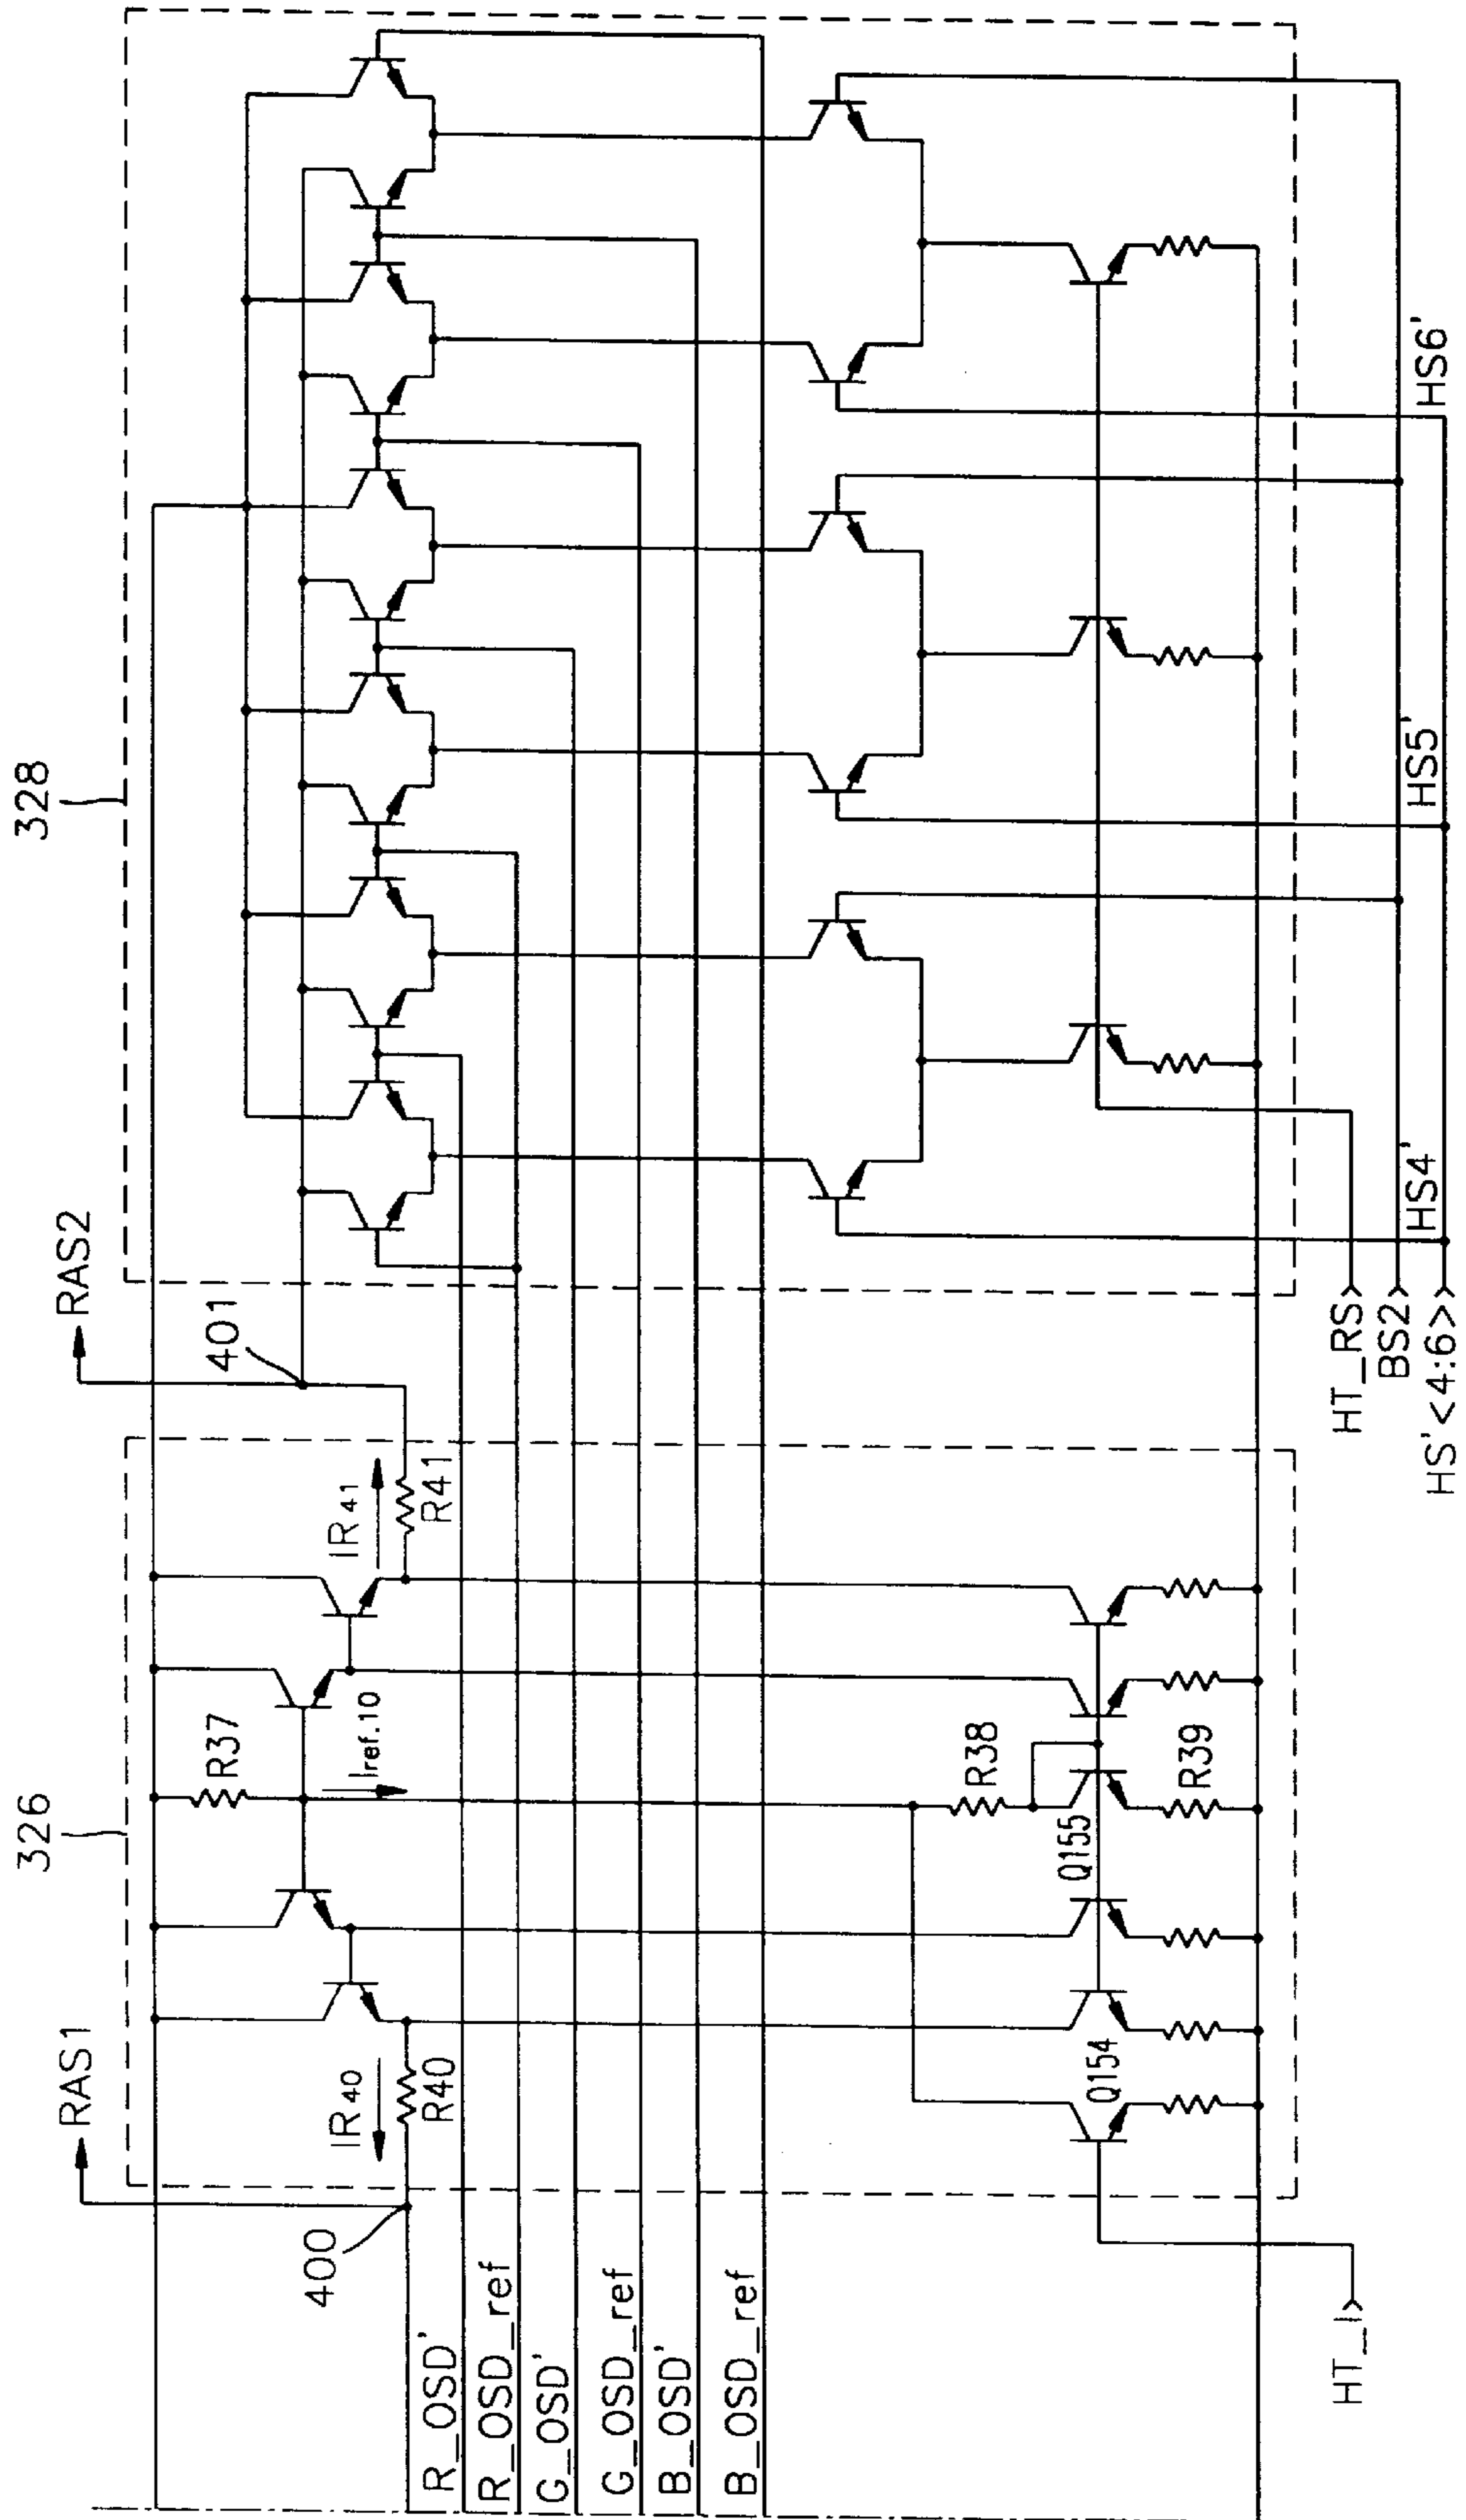 326
328
RAS1
RAS2
400
401
IR40
R40
R37
Iref.10
IR41
R41
R_OSD'
R_OSD_ref
G_OSD'
G_OSD_ref
B_OSD'
B_OSD_ref
R38
Q154
Q155
R39
HT_I
HT_RS
BS2
HS'<4:6>
HS4'
HS5'
HS6'